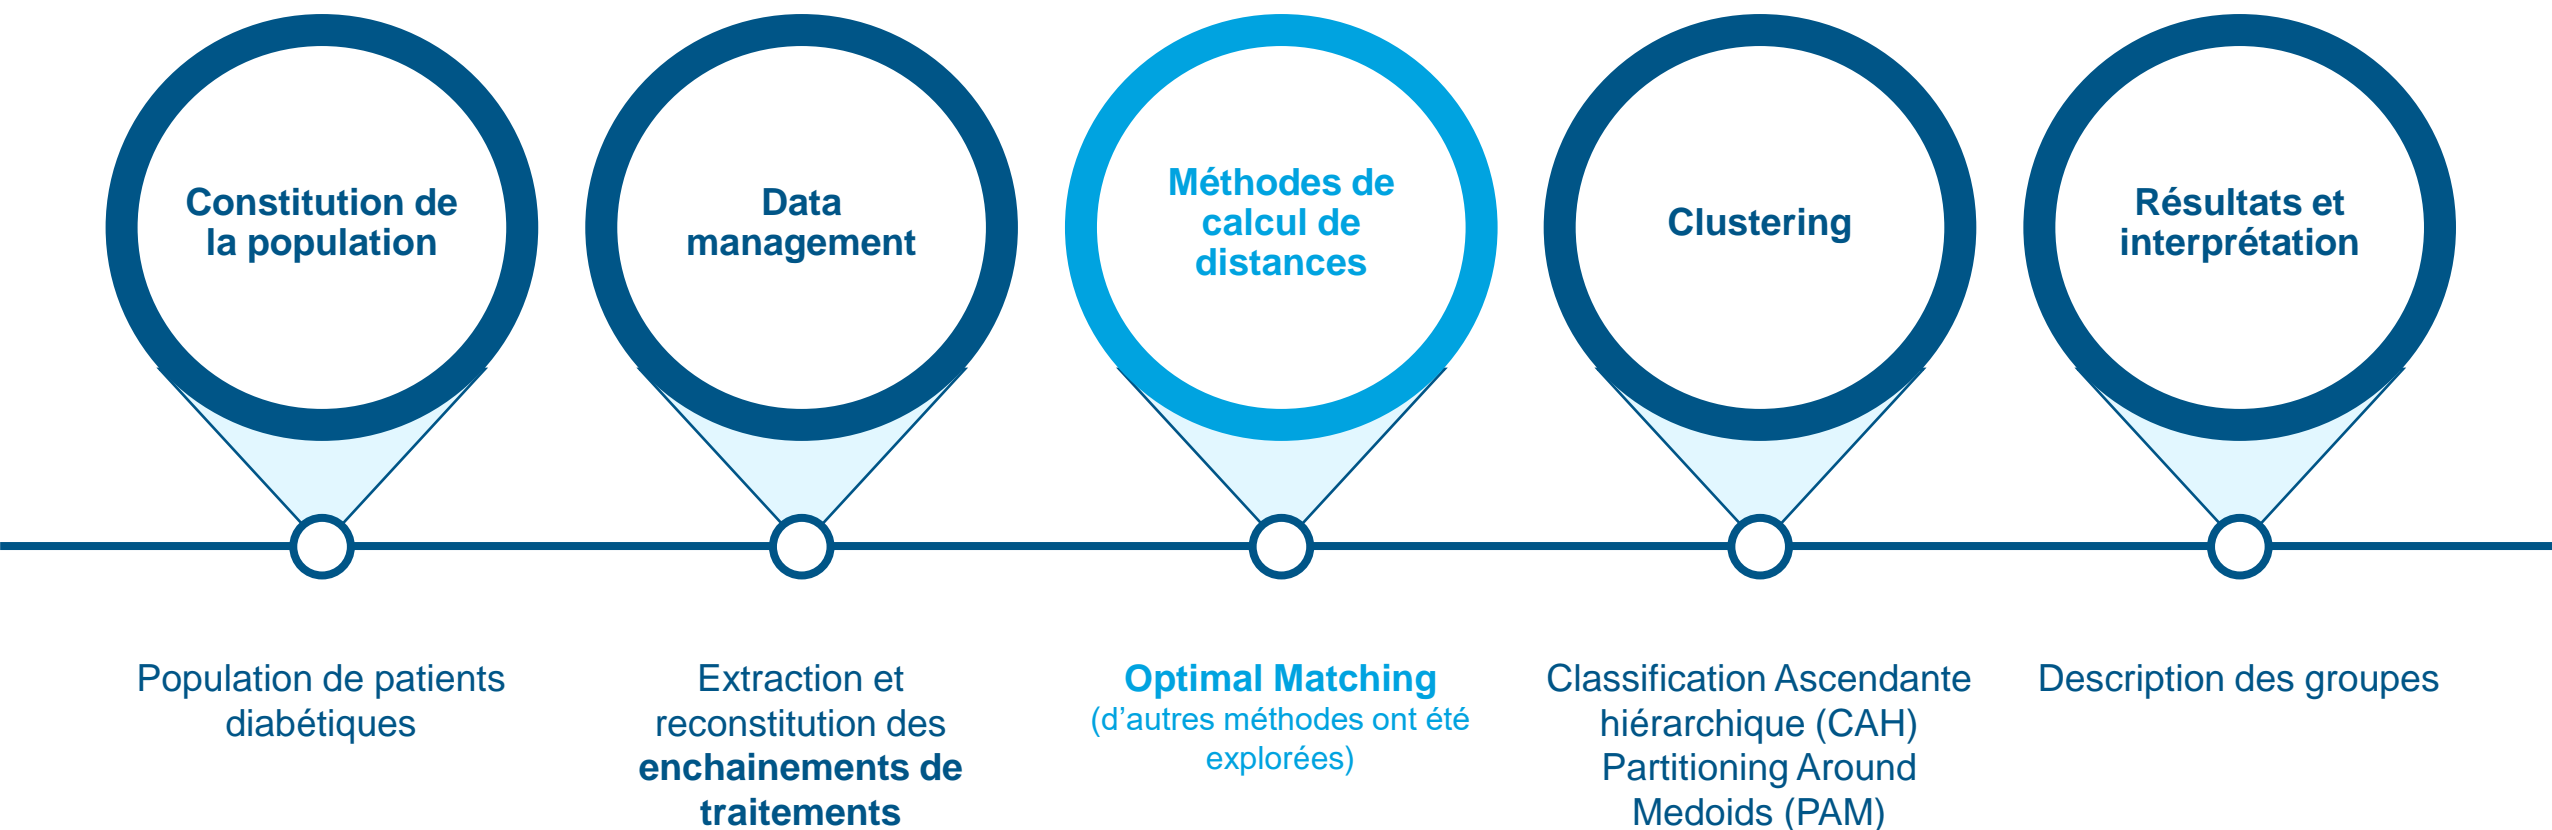 Constitution de
la population
Data
management
Méthodes de
calcul de
distances
Clustering
Résultats et
interprétation
Population de patients
diabétiques
Extraction et
reconstitution des
enchainements de
traitements
Optimal Matching
(d’autres méthodes ont été
explorées)
Classification Ascendante
hiérarchique (CAH)
Partitioning Around
Medoids (PAM)
Description des groupes